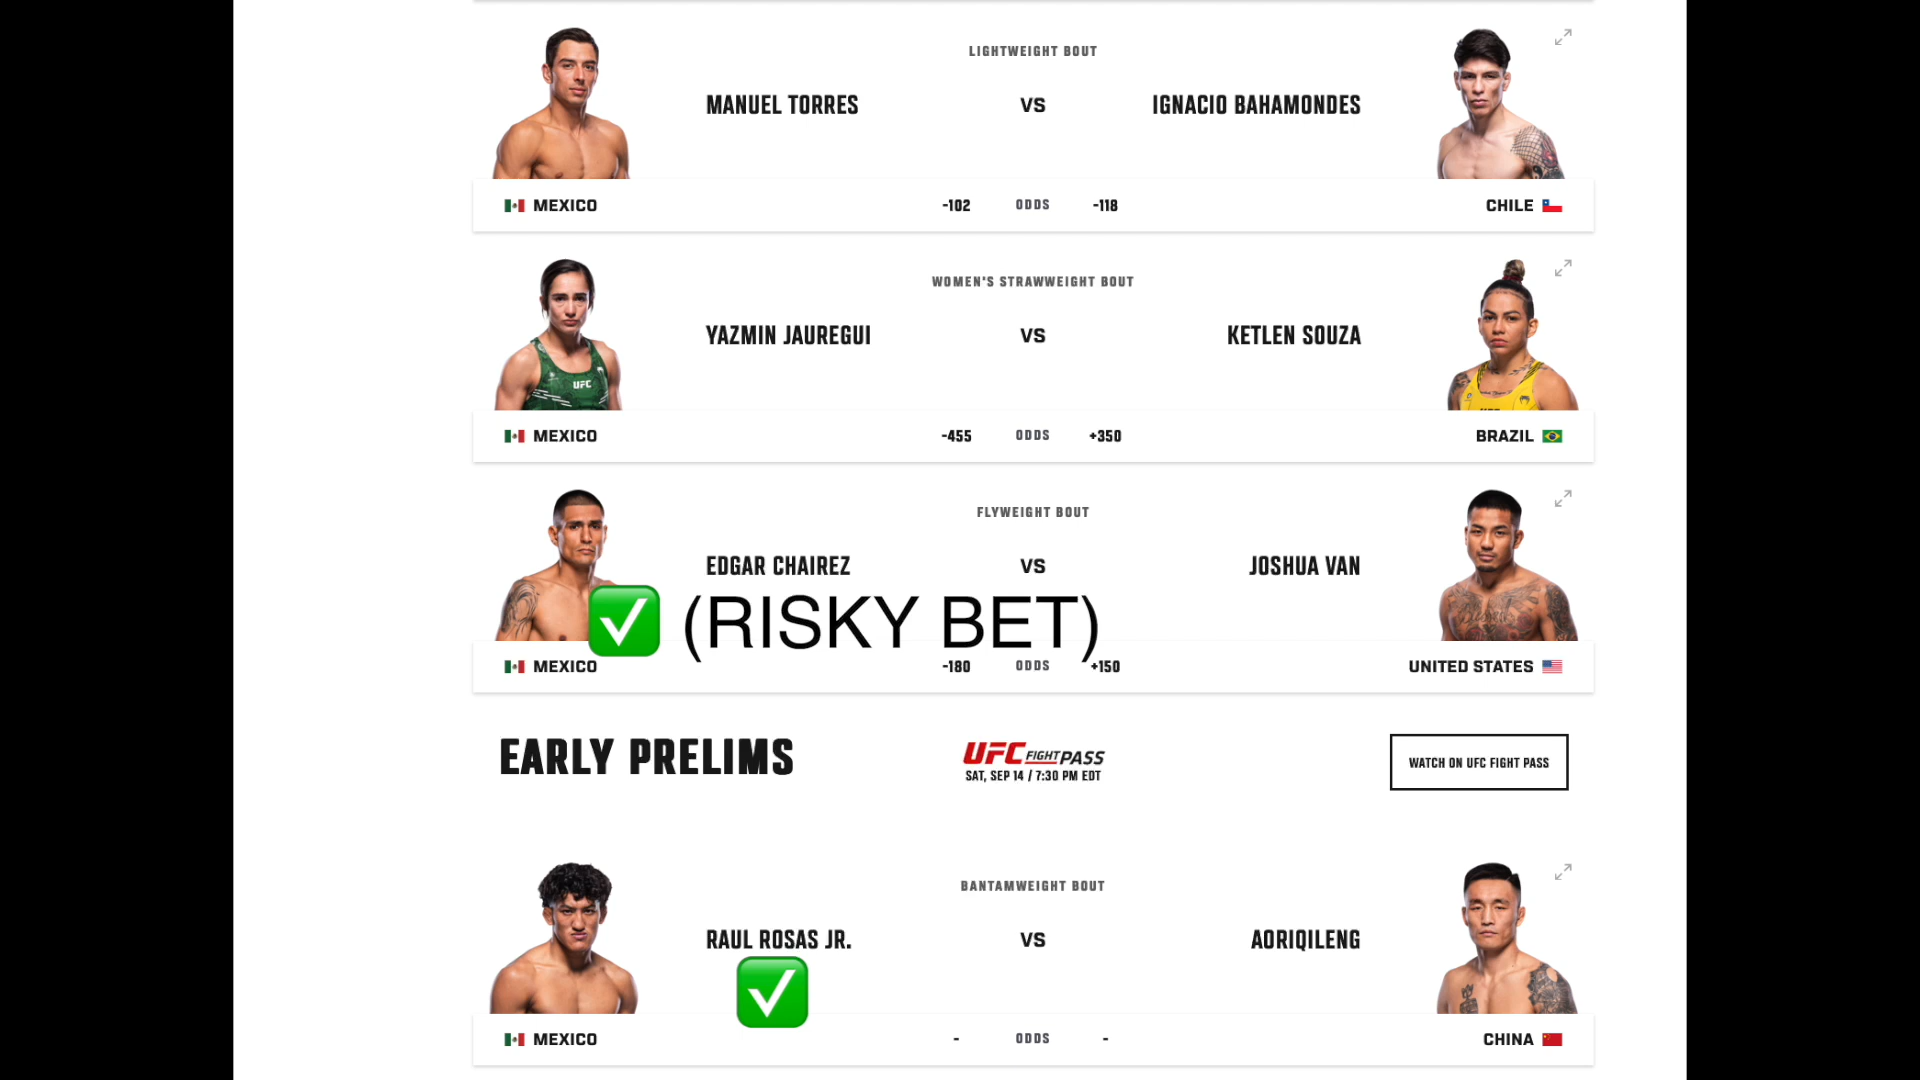 LIGHTWEIGHT BOUT
MANUEL TORRES VS IGNACIO BAHAMONDES
MEXICO -102 ODDS -118 CHILE
WOMEN'S STRAWWEIGHT BOUT
YAZMIN JAUREGUI VS KETLEN SOUZA
UFC
MEXICO -455 ODDS +350 BRAZIL
FLYWEIGHT BOUT
EDGAR CHAIREZ VS JOSHUA VAN
(RISKY BET)
MEXICO -180 ODDS +150 UNITED STATES
EARLY PRELIMS UFC FIGHT PASS WATCH ON UFC FIGHT PASS
SAT, SEP 14 / 7:30 PM EDT
BANTAMWEIGHT BOUT
RAUL ROSAS JR. VS AORIQILENG
MEXICO - ODDS - CHINA